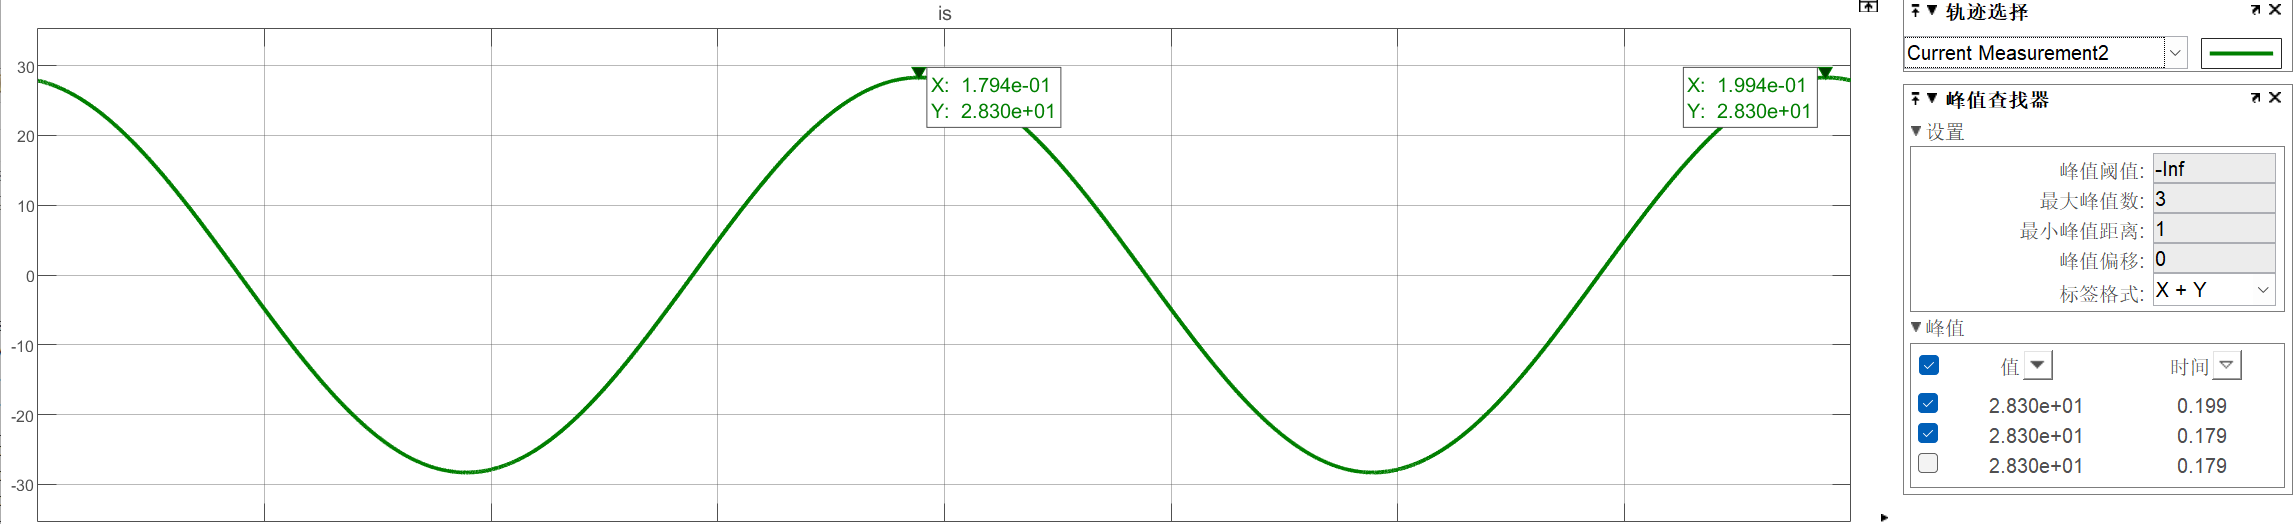 is
30
20
10
0
-10
-20
-30
X: 1.794e-01
Y: 2.830e+01
X: 1.994e-01
Y: 2.830e+01
轨迹选择
Current Measurement2
峰值查找器
设置
峰值阈值: -Inf
最大峰值数: 3
最小峰值距离: 1
峰值偏移: 0
标签格式: X + Y
峰值
值 时间
2.830e+01 0.199
2.830e+01 0.179
2.830e+01 0.179